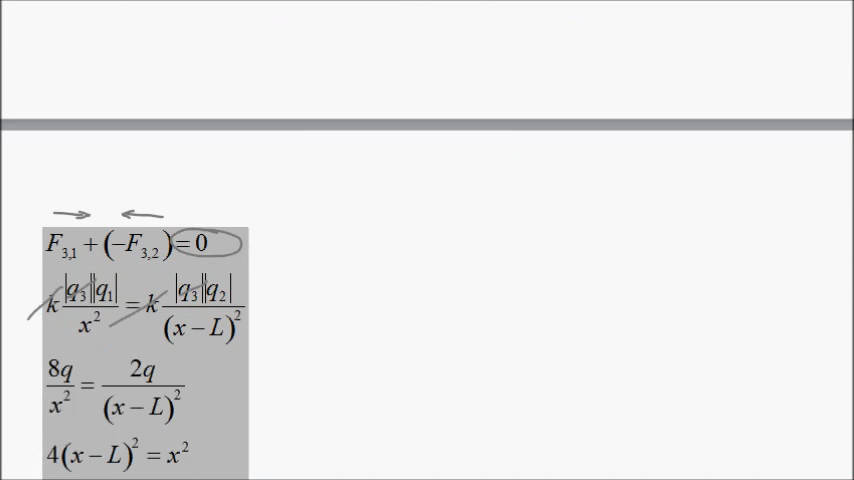 F₃,₁ + (−F₃,₂) = 0
k |q₃||q₁| / x² = k |q₃||q₂| / (x − L)²
8q / x² = 2q / (x − L)²
4(x − L)² = x²